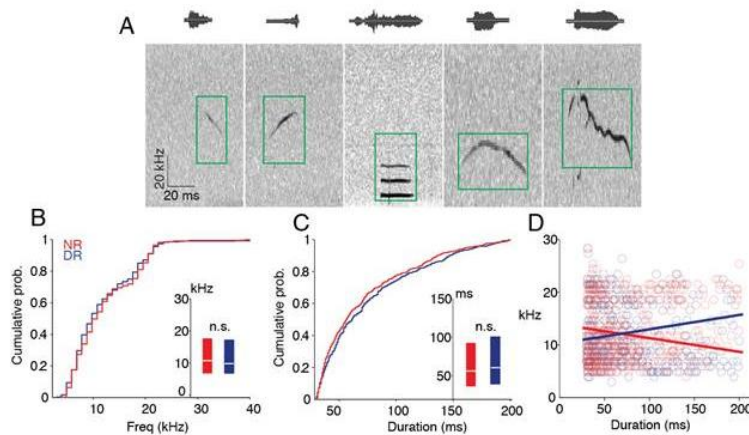 A
20 kHz
20 ms
B
NR
DR
Cumulative prob.
1
0.8
0.6
0.4
0.2
0
10
20
30
40
Freq (kHz)
kHz
30
20
10
0
n.s.
C
Cumulative prob.
1
0.8
0.6
0.4
0.2
0
50
100
150
200
Duration (ms)
ms
150
100
50
n.s.
D
kHz
30
20
10
0
0
50
100
150
200
Duration (ms)